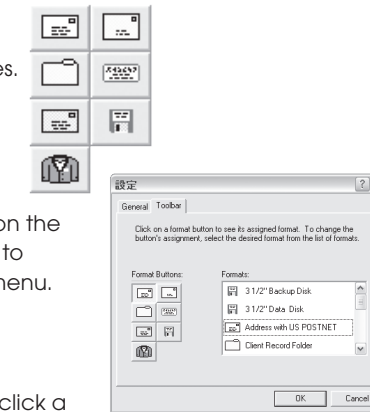 es.
on the
to
menu.
click a
設定
?
General Toolbar
Click on a format button to see its assigned format. To change the
button's assignment, select the desired format from the list of formats.
Format Buttons:
Formats:
3 1/2" Backup Disk
3 1/2" Data Disk
Address with US POSTNET
Client Record Folder
OK
Cancel